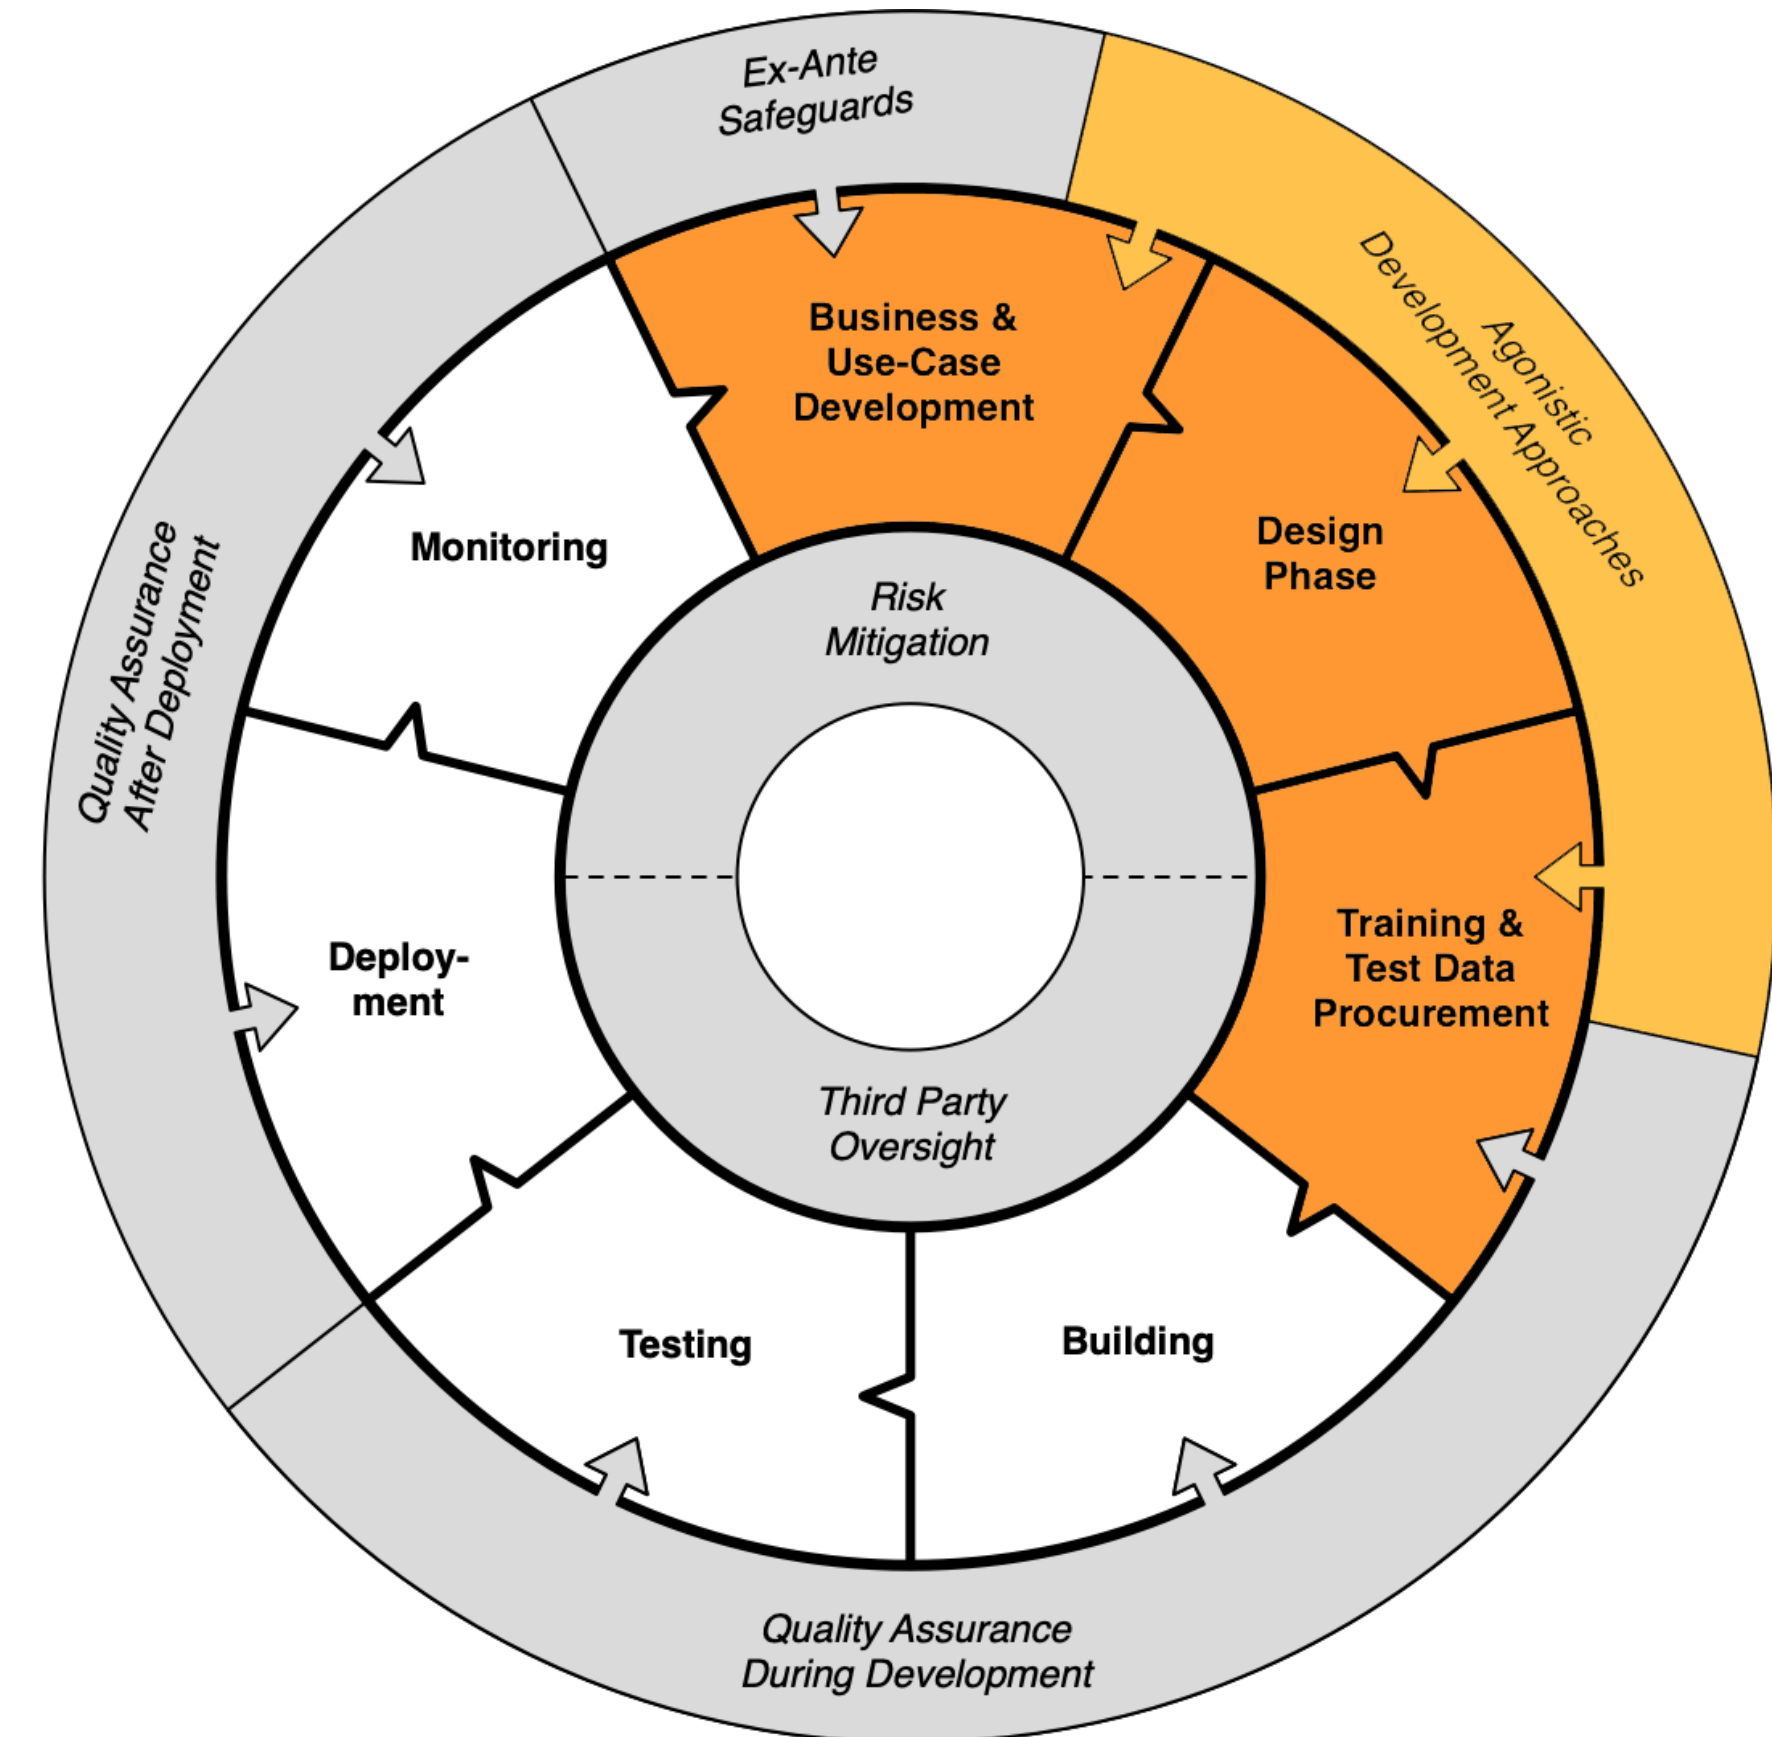 Ex-Ante
Safeguards
Agonistic
Development Approaches
Business &
Use-Case
Development
Design
Phase
Monitoring
Risk
Mitigation
Quality Assurance
After Deployment
Training &
Test Data
Procurement
Deploy-
ment
Third Party
Oversight
Testing
Building
Quality Assurance
During Development